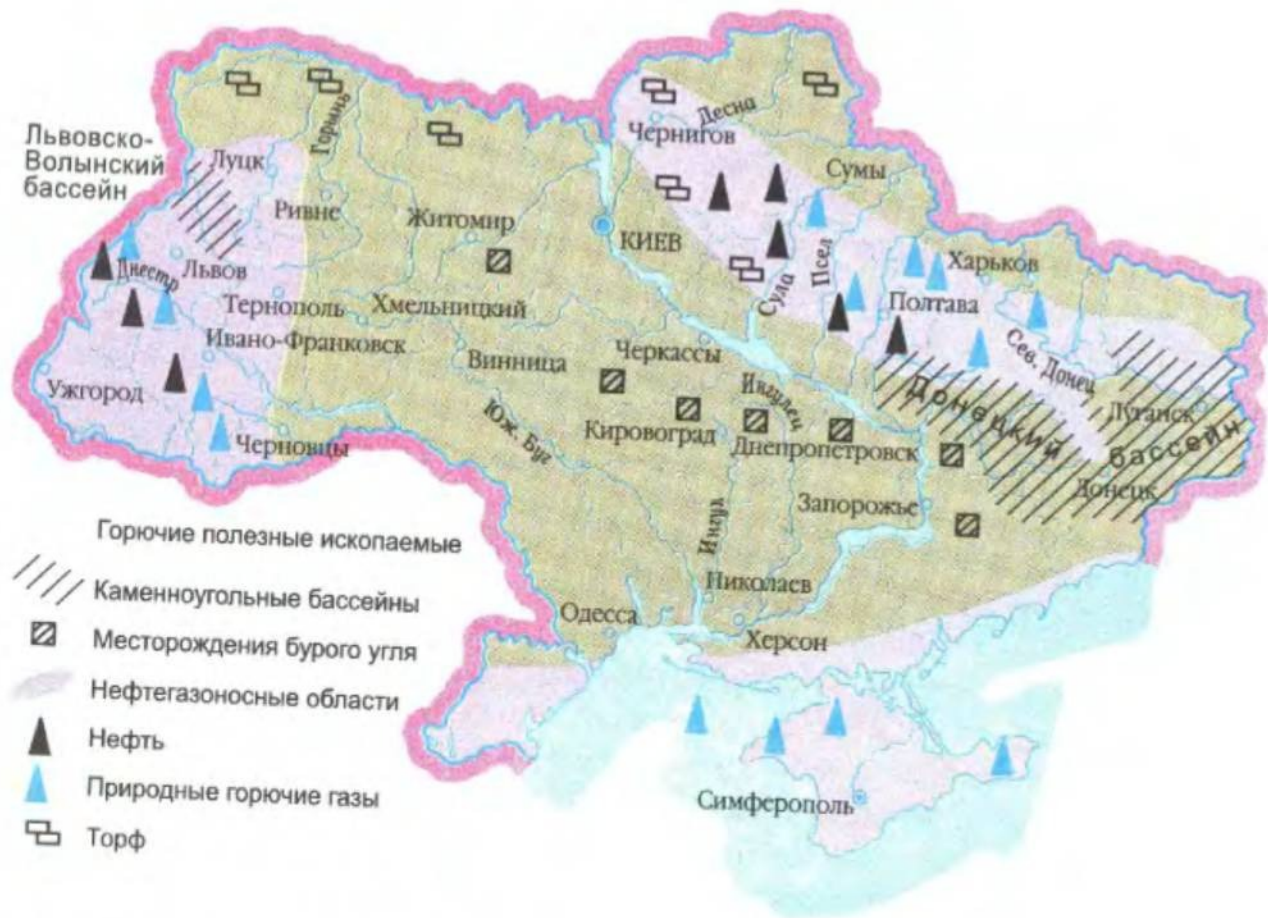 Львовско-
Волынский
бассейн
Луцк
Горынь
Ривне
Житомир
КИЕВ
Чернигов
Десна
Сумы
Днестр
Львов
Тернополь
Хмельницкий
Ивано-Франковск
Винница
Черкассы
Сула
Псел
Полтава
Харьков
Сев. Донец
Ужгород
Черновцы
Юж. Буг
Кировоград
Ингулец
Днепропетровск
Донецкий
бассейн
Луганск
Донецк
Запорожье
Ингул
Николаев
Одесса
Херсон
Симферополь
Горючие полезные ископаемые
Каменноугольные бассейны
Месторождения бурого угля
Нефтегазоносные области
Нефть
Природные горючие газы
Торф